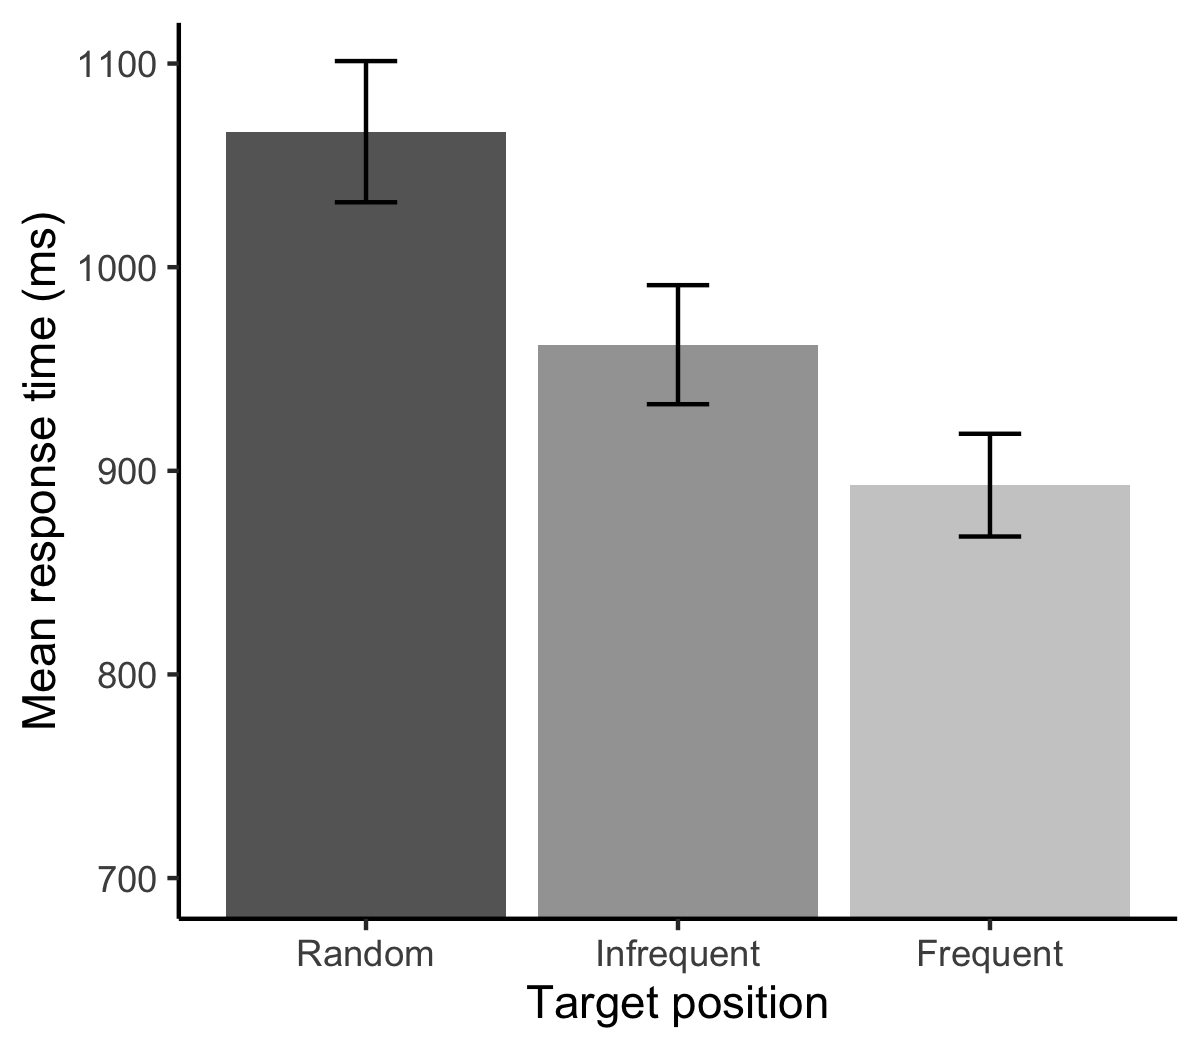 Mean response time (ms)
1100
1000
900
800
700
Random
Infrequent
Frequent
Target position